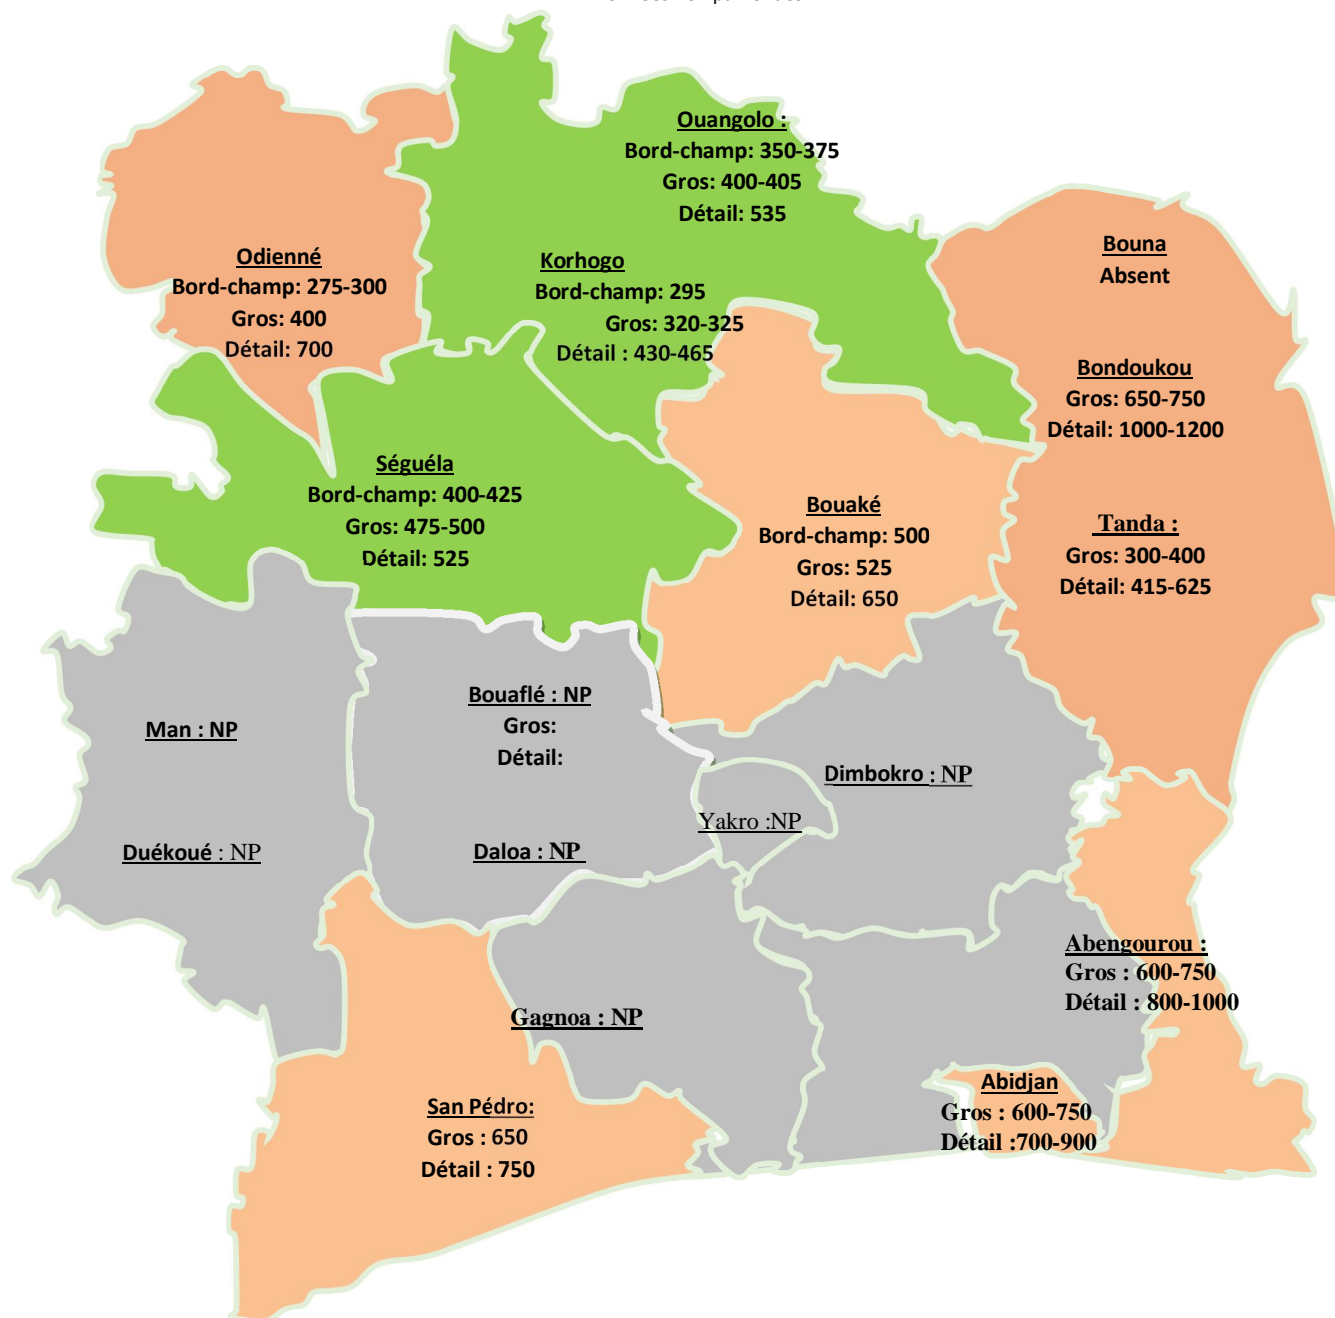 Ouangolo :
Bord-champ: 350-375
Gros: 400-405
Détail: 535
Odienné
Bord-champ: 275-300
Gros: 400
Détail: 700
Korhogo
Bord-champ: 295
Gros: 320-325
Détail : 430-465
Bouna
Absent
Bondoukou
Gros: 650-750
Détail: 1000-1200
Séguéla
Bord-champ: 400-425
Gros: 475-500
Détail: 525
Bouaké
Bord-champ: 500
Gros: 525
Détail: 650
Tanda :
Gros: 300-400
Détail: 415-625
Man : NP
Bouaflé : NP
Gros:
Détail:
Dimbokro : NP
Yakro :NP
Duékoué : NP
Daloa : NP
Abengourou :
Gros : 600-750
Détail : 800-1000
Gagnoa : NP
San Pédro:
Gros : 650
Détail : 750
Abidjan
Gros : 600-750
Détail :700-900